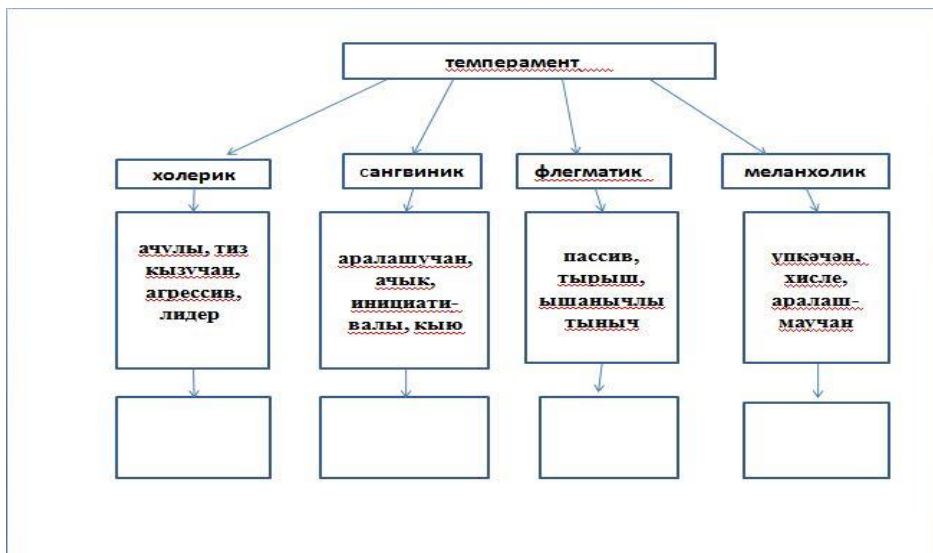 темперамент
холерик
сангвиник
флегматик
меланхолик
ачулы, тиз
кызучан,
агрессив,
лидер
аралашучан,
ачык,
инициати-
валы, кыю
пассив,
тырыш,
ышанычлы
тыныч
үпкәчән,
хисле,
аралаш-
маучан